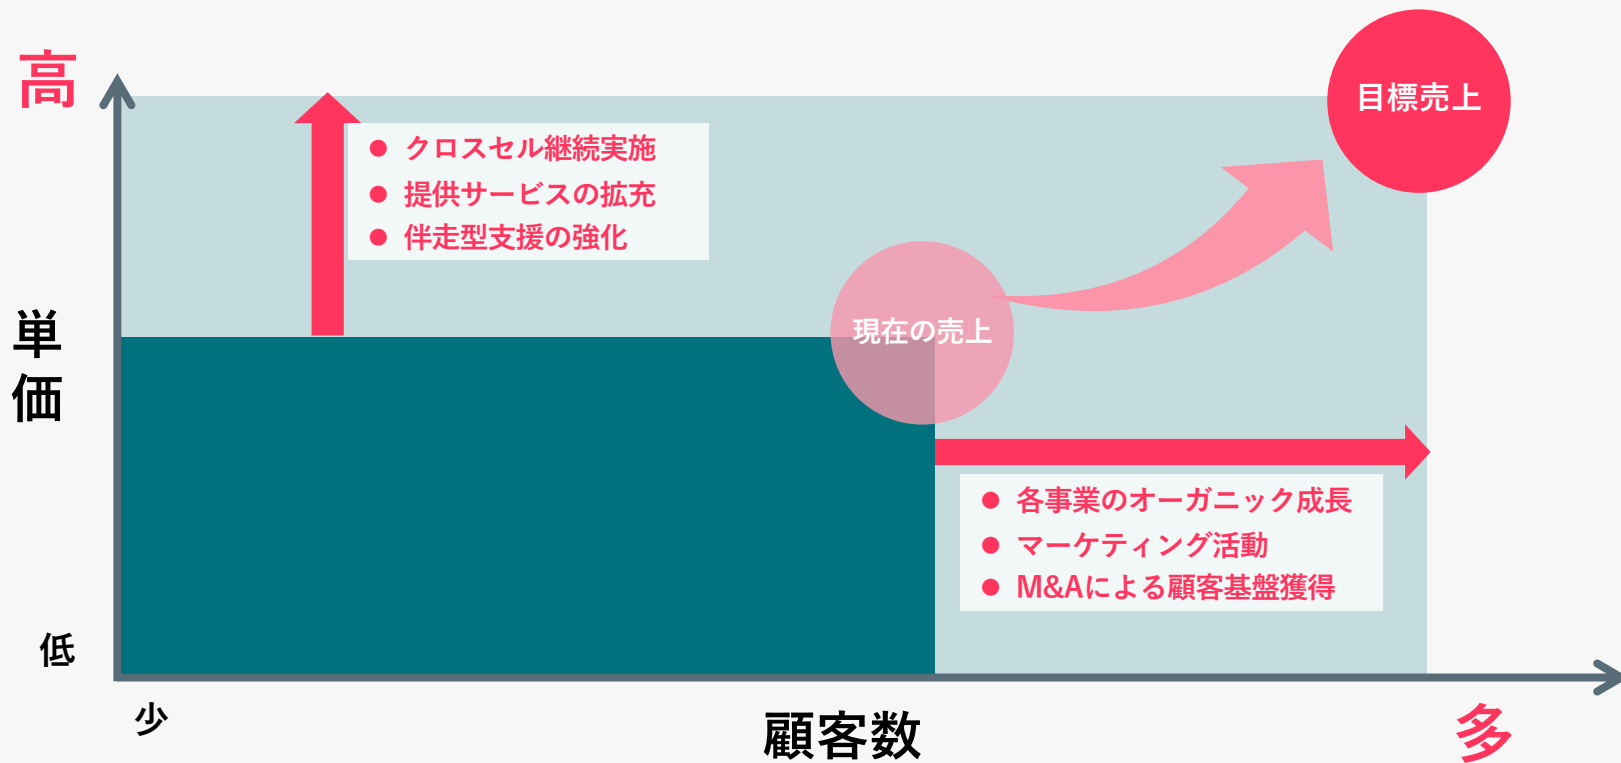 高
目標売上
● クロスセル継続実施
● 提供サービスの拡充
● 伴走型支援の強化
現在の売上
単価
● 各事業のオーガニック成長
● マーケティング活動
● M&Aによる顧客基盤獲得
低
少
顧客数
多